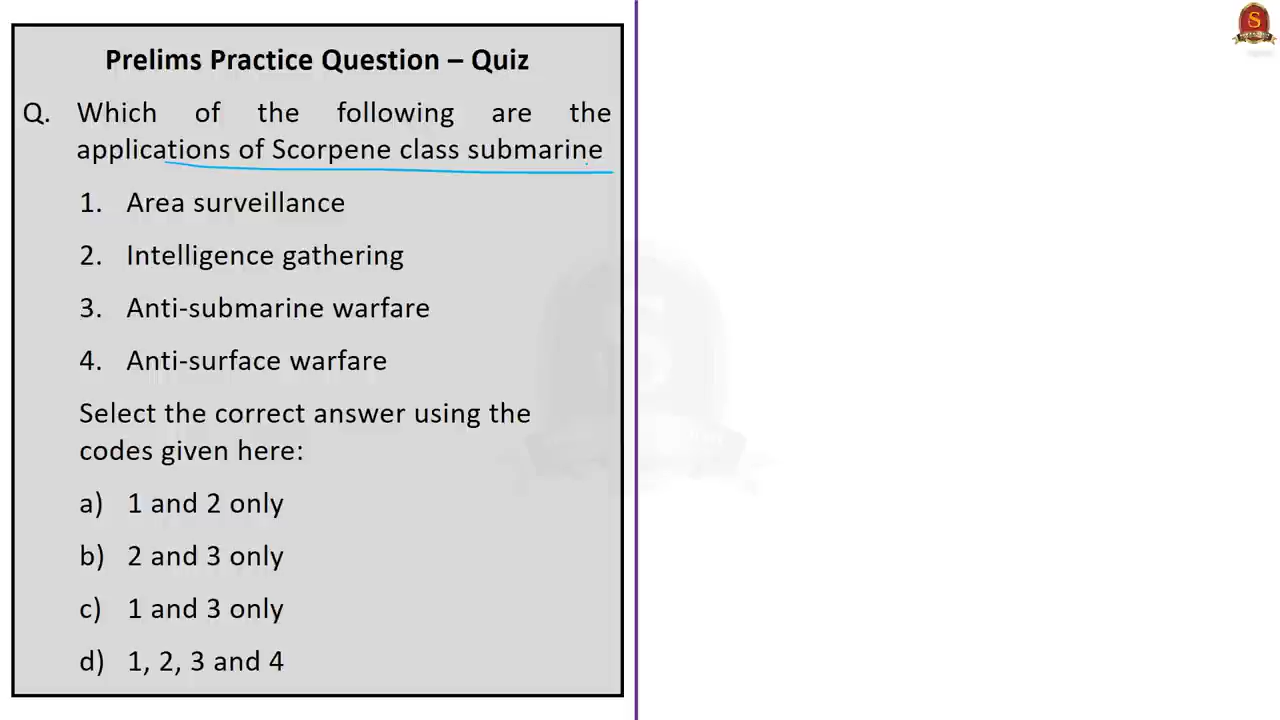 Prelims Practice Question – Quiz
Q. Which of the following are the
applications of Scorpene class submarine
1. Area surveillance
2. Intelligence gathering
3. Anti-submarine warfare
4. Anti-surface warfare
Select the correct answer using the
codes given here:
a) 1 and 2 only
b) 2 and 3 only
c) 1 and 3 only
d) 1, 2, 3 and 4
S